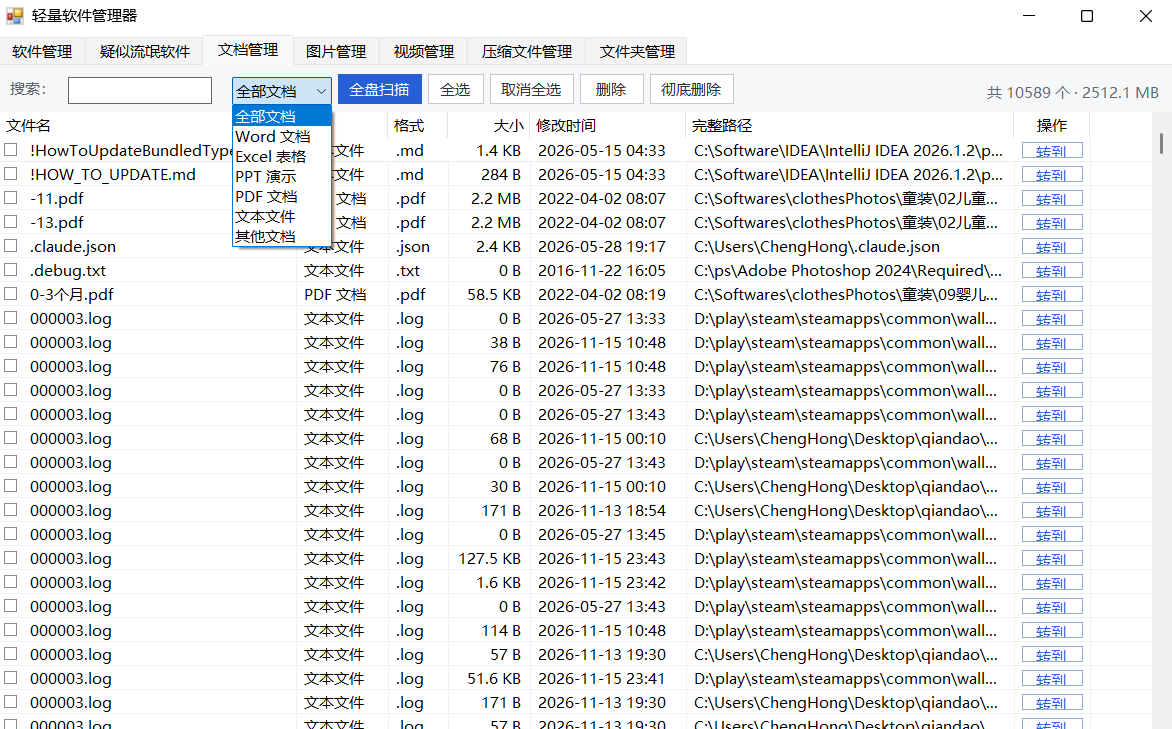 轻量软件管理器
软件管理 疑似流氓软件 文档管理 图片管理 视频管理 压缩文件管理 文件夹管理
搜索: 全部文档 全盘扫描 全选 取消全选 删除 彻底删除 共 10589 个 · 2512.1 MB
全部文档
Word 文档
Excel 表格
PPT 演示
PDF 文档
文本文件
其他文档
文件名 格式 大小 修改时间 完整路径 操作
!HowToUpdateBundledType 本文件 .md 1.4 KB 2026-05-15 04:33 C:\Software\IDEA\IntelliJ IDEA 2026.1.2\p... 转到
!HOW_TO_UPDATE.md 本文件 .md 284 B 2026-05-15 04:33 C:\Software\IDEA\IntelliJ IDEA 2026.1.2\p... 转到
-11.pdf 文档 .pdf 2.2 MB 2022-04-02 08:07 C:\Softwares\clothesPhotos\童装\02儿童... 转到
-13.pdf 文档 .pdf 2.2 MB 2022-04-02 08:07 C:\Softwares\clothesPhotos\童装\02儿童... 转到
.claude.json 文本文件 .json 2.4 KB 2026-05-28 19:17 C:\Users\ChengHong\.claude.json 转到
.debug.txt 文本文件 .txt 0 B 2016-11-22 16:05 C:\ps\Adobe Photoshop 2024\Required\... 转到
0-3个月.pdf PDF 文档 .pdf 58.5 KB 2022-04-02 08:19 C:\Softwares\clothesPhotos\童装\09婴儿... 转到
000003.log 文本文件 .log 0 B 2026-05-27 13:33 D:\play\steam\steamapps\common\wall... 转到
000003.log 文本文件 .log 38 B 2026-11-15 10:48 D:\play\steam\steamapps\common\wall... 转到
000003.log 文本文件 .log 76 B 2026-11-15 10:48 D:\play\steam\steamapps\common\wall... 转到
000003.log 文本文件 .log 0 B 2026-05-27 13:33 D:\play\steam\steamapps\common\wall... 转到
000003.log 文本文件 .log 0 B 2026-05-27 13:43 D:\play\steam\steamapps\common\wall... 转到
000003.log 文本文件 .log 68 B 2026-11-15 00:10 C:\Users\ChengHong\Desktop\qiandao\... 转到
000003.log 文本文件 .log 0 B 2026-05-27 13:43 D:\play\steam\steamapps\common\wall... 转到
000003.log 文本文件 .log 30 B 2026-11-15 00:10 C:\Users\ChengHong\Desktop\qiandao\... 转到
000003.log 文本文件 .log 171 B 2026-11-13 18:54 C:\Users\ChengHong\Desktop\qiandao\... 转到
000003.log 文本文件 .log 0 B 2026-05-27 13:45 D:\play\steam\steamapps\common\wall... 转到
000003.log 文本文件 .log 127.5 KB 2026-11-15 23:43 D:\play\steam\steamapps\common\wall... 转到
000003.log 文本文件 .log 1.6 KB 2026-11-15 23:42 D:\play\steam\steamapps\common\wall... 转到
000003.log 文本文件 .log 0 B 2026-05-27 13:43 D:\play\steam\steamapps\common\wall... 转到
000003.log 文本文件 .log 114 B 2026-11-15 10:48 D:\play\steam\steamapps\common\wall... 转到
000003.log 文本文件 .log 57 B 2026-11-13 19:30 C:\Users\ChengHong\Desktop\qiandao\... 转到
000003.log 文本文件 .log 51.6 KB 2026-11-15 23:41 D:\play\steam\steamapps\common\wall... 转到
000003.log 文本文件 .log 171 B 2026-11-13 19:30 C:\Users\ChengHong\Desktop\qiandao\... 转到
000003.log 文本文件 .log 57 B 2026-11-13 19:30 C:\Users\ChengHong\Desktop\qiandao\... 转到